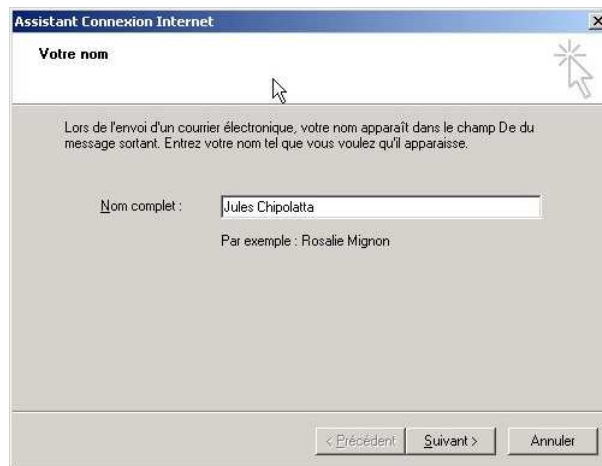 Assistant Connexion Internet
Votre nom
Lors de l'envoi d'un courrier électronique, votre nom apparaît dans le champ De du
message sortant. Entrez votre nom tel que vous voulez qu'il apparaisse.
Nom complet : Jules Chipolatta
Par exemple : Rosalie Mignon
< Précédent Suivant > Annuler